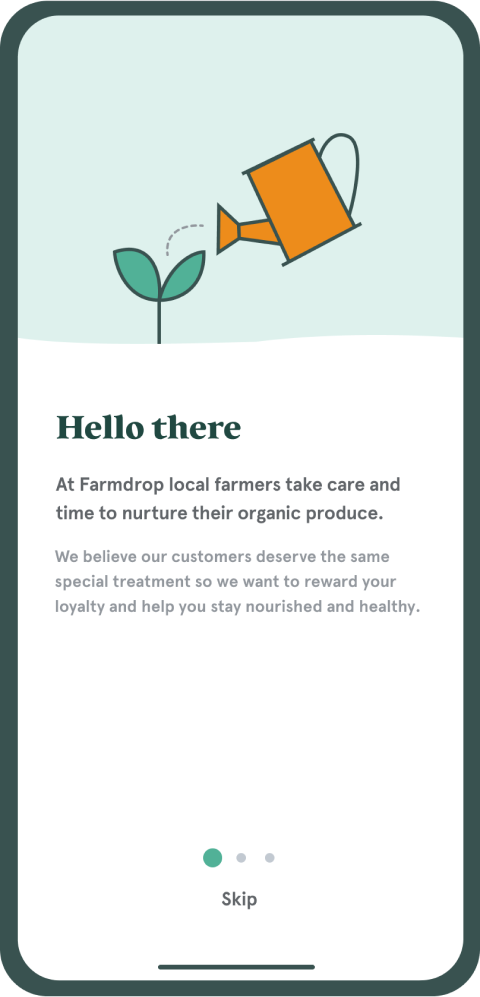 Hello there
At Farmdrop local farmers take care and
time to nurture their organic produce.
We believe our customers deserve the same
special treatment so we want to reward your
loyalty and help you stay nourished and healthy.
Skip